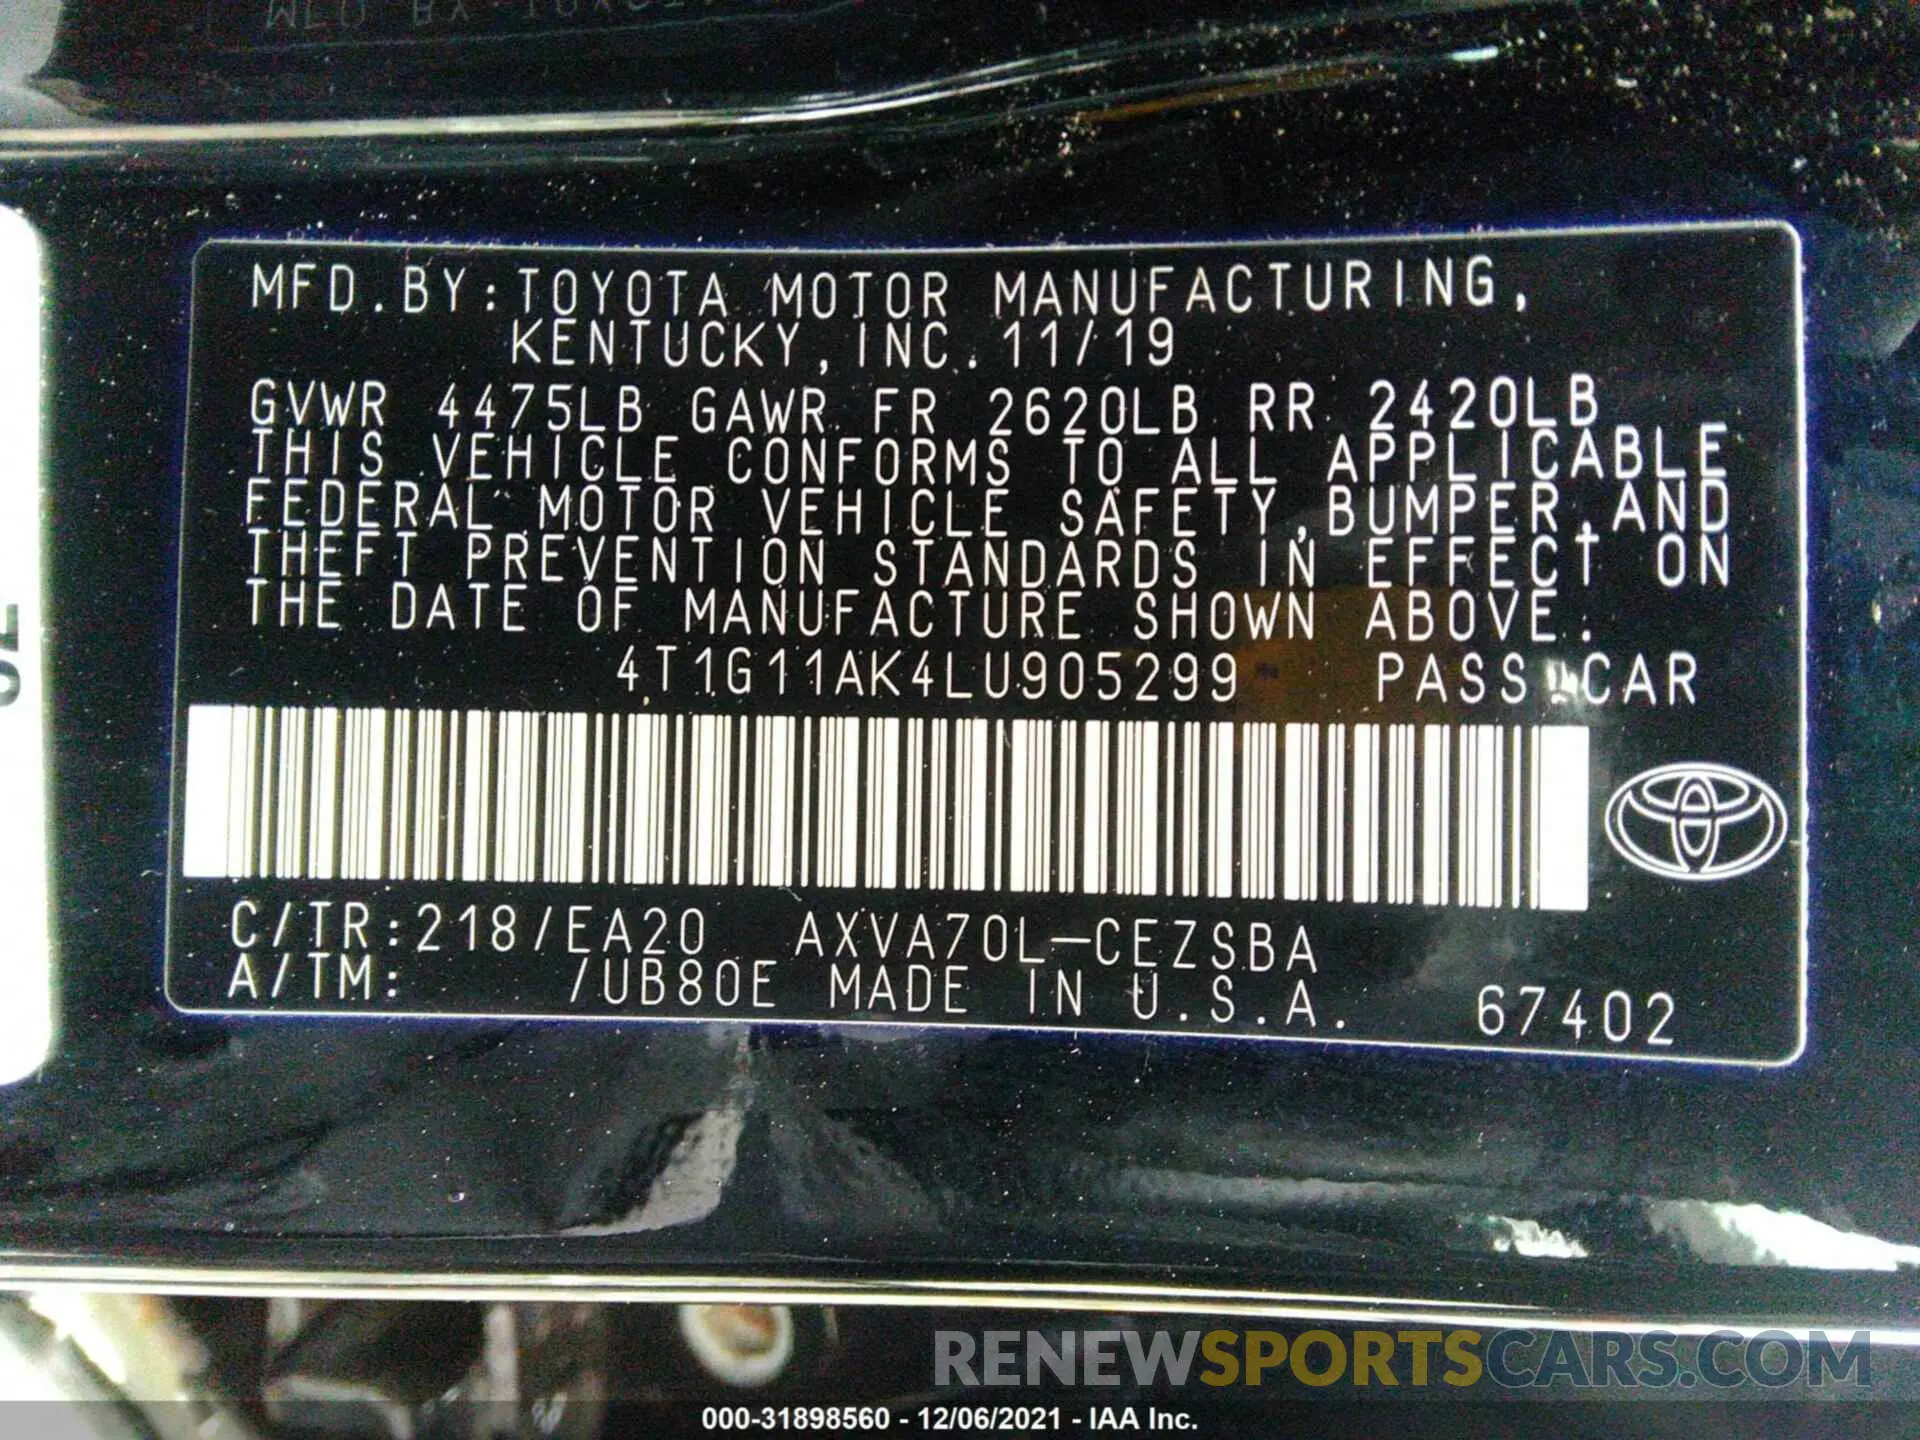 MFD.BY:TOYOTA MOTOR MANUFACTURING,
KENTUCKY,INC.11/19
GVWR 4475LB GAWR FR 2620LB RR 2420LB
THIS VEHICLE CONFORMS TO ALL APPLICABLE
FEDERAL MOTOR VEHICLE SAFETY,BUMPER,AND
THEFT PREVENTION STANDARDS IN EFFECT ON
THE DATE OF MANUFACTURE SHOWN ABOVE.
4T1G11AK4LU905299 PASS.CAR
C/TR:218/EA20 AXVA70L-CEZSBA
A/TM: /UB80E MADE IN U.S.A. 67402
RENEWSPORTSCARS.COM
000-31898560 - 12/06/2021 - IAA Inc.